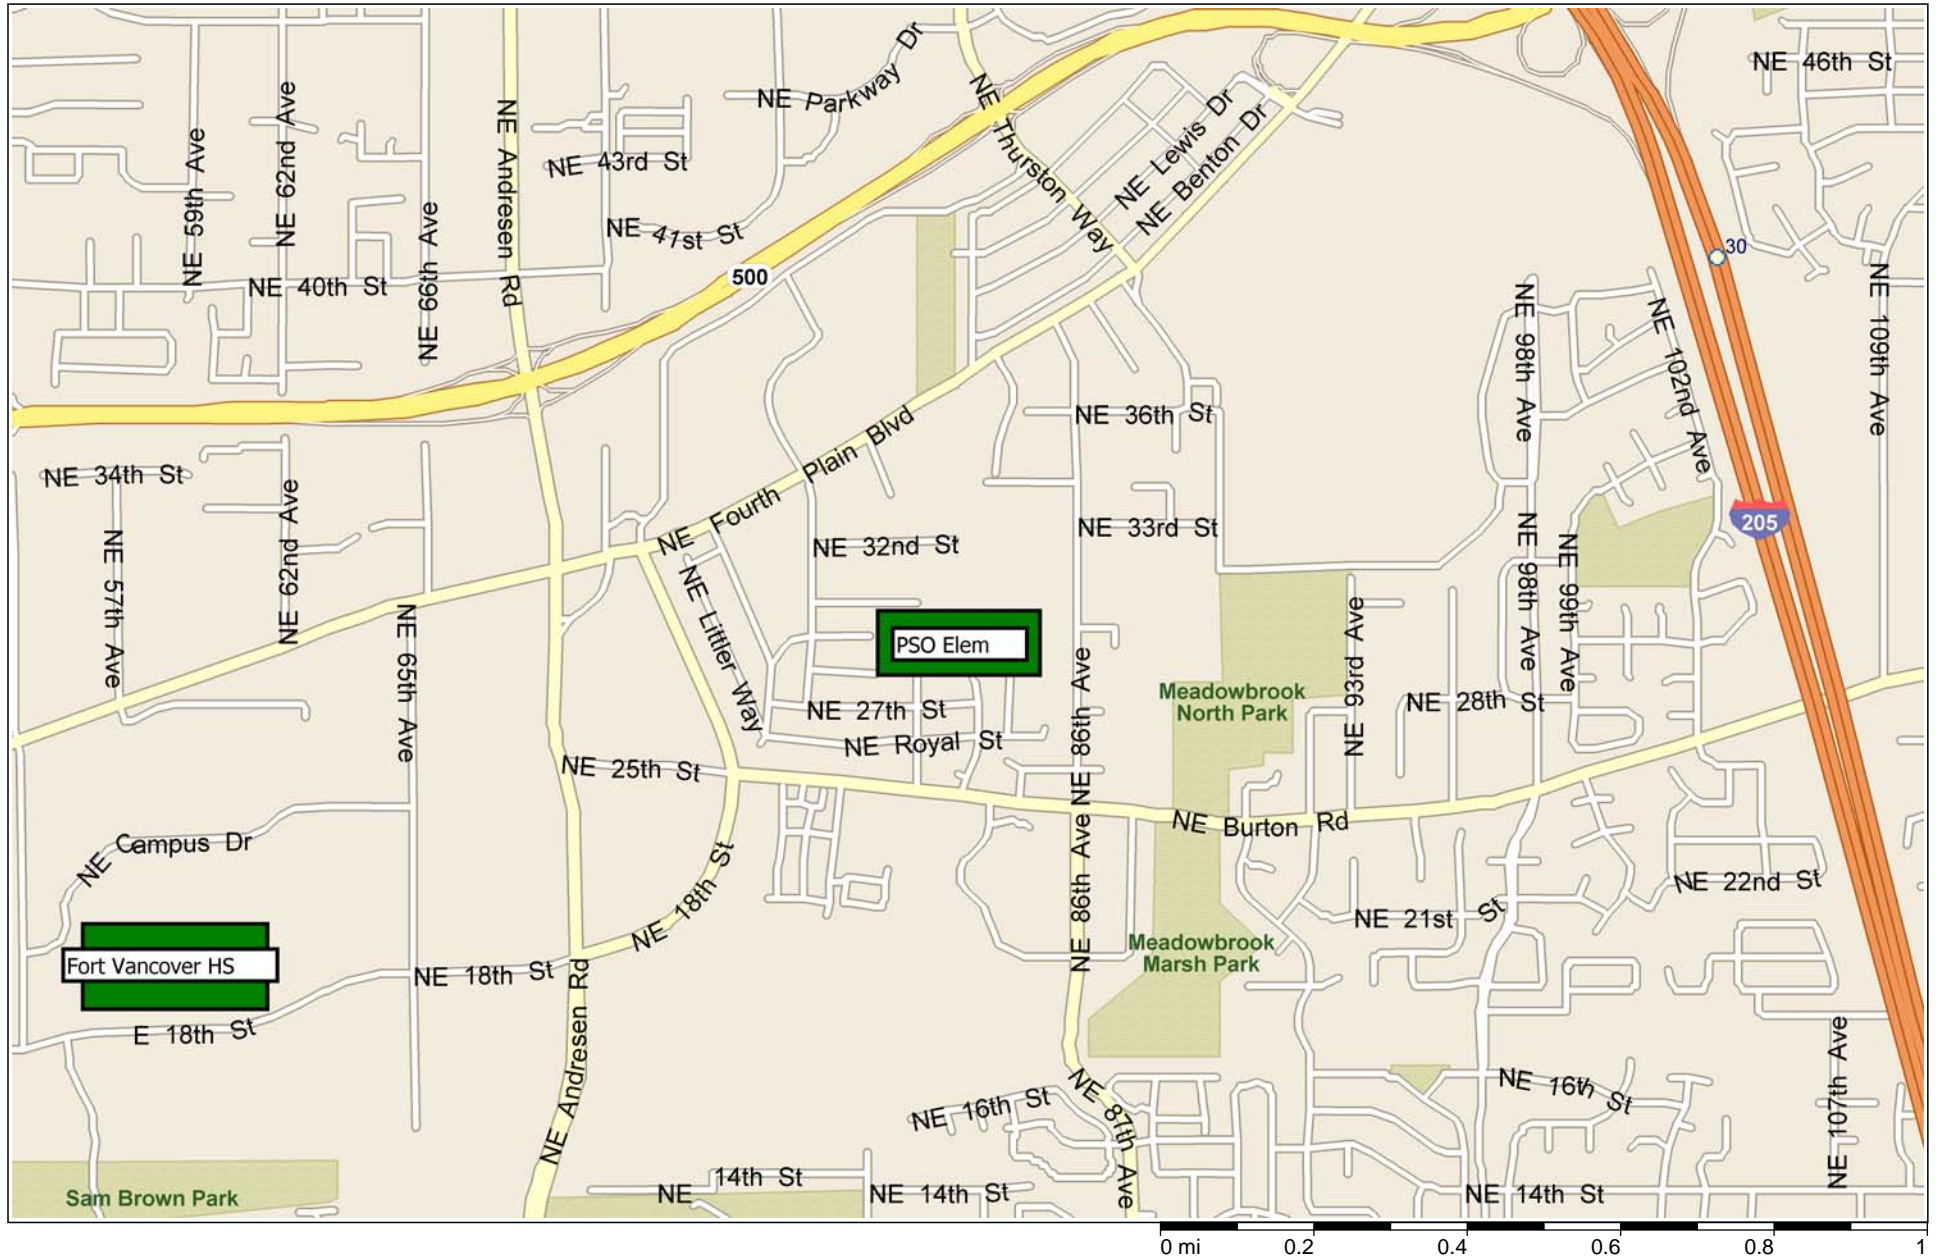 NE Parkway Dr
NE 46th St
NE 59th Ave
NE 62nd Ave
NE Andresen Rd
NE 43rd St
NE Thurston Way
NE Lewis Dr
NE Benton Dr
NE 41st St
NE 66th Ave
NE 40th St
500
30
NE 98th Ave
NE 102nd Ave
NE 109th Ave
NE 36th St
NE Fourth Plain Blvd
NE 34th St
NE 62nd Ave
NE 57th Ave
NE 32nd St
NE 33rd St
205
NE 98th Ave
NE 99th Ave
NE 65th Ave
NE Littler Way
PSO Elem
NE 86th Ave
NE 93rd Ave
Meadowbrook
North Park
NE 28th St
NE 27th St
NE Royal St
NE 25th St
NE Burton Rd
NE Campus Dr
NE 18th St
NE 86th Ave
NE 86th Ave
NE 22nd St
NE 21st St
Meadowbrook
Marsh Park
Fort Vancover HS
NE 18th St
E 18th St
NE Andresen Rd
NE 16th St
NE 87th Ave
NE 16th St
NE 107th Ave
Sam Brown Park
NE 14th St
NE 14th St
NE 14th St
0 mi 0.2 0.4 0.6 0.8 1